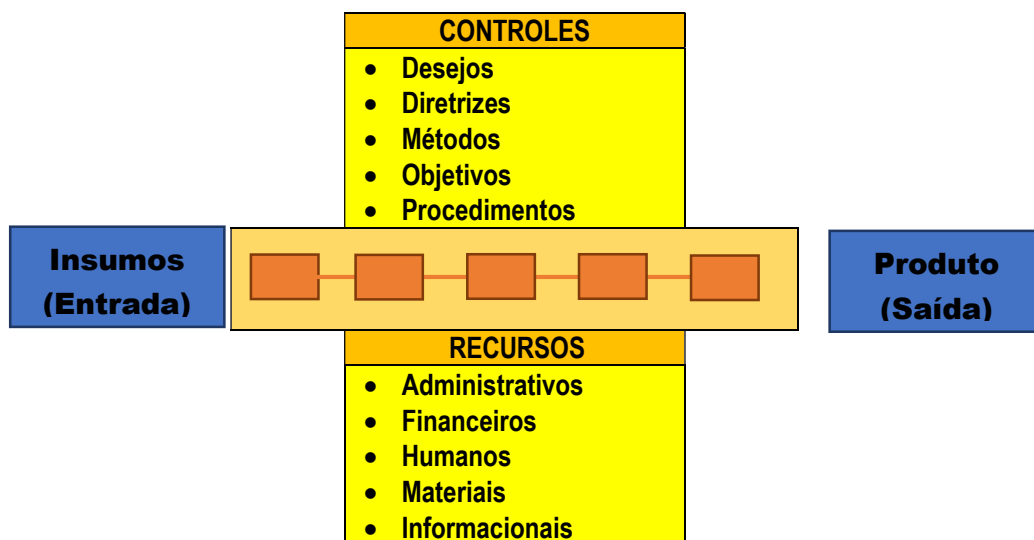 CONTROLES
• Desejos
• Diretrizes
• Métodos
• Objetivos
• Procedimentos
Insumos
(Entrada)
Produto
(Saída)
RECURSOS
• Administrativos
• Financeiros
• Humanos
• Materiais
• Informacionais